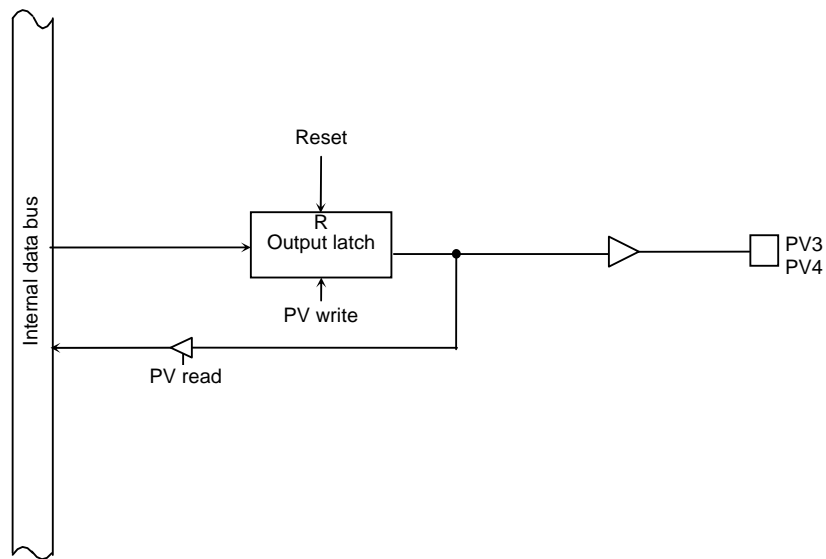 Internal data bus
Reset
R
Output latch
PV write
PV read
PV3
PV4